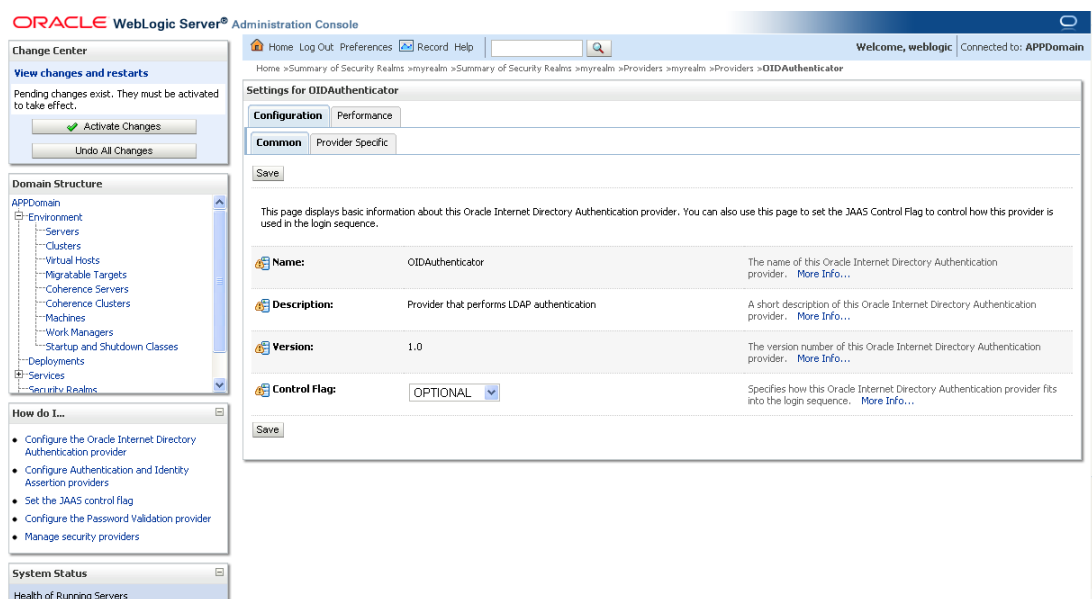 ORACLE WebLogic Server® Administration Console
Change Center
View changes and restarts
Pending changes exist. They must be activated
to take effect.
Activate Changes
Undo All Changes
Domain Structure
APPDomain
Environment
Servers
Clusters
Virtual Hosts
Migratable Targets
Coherence Servers
Coherence Clusters
Machines
Work Managers
Startup and Shutdown Classes
Deployments
Services
Security Realms
How do I...
Configure the Oracle Internet Directory
Authentication provider
Configure Authentication and Identity
Assertion providers
Set the JAAS control flag
Configure the Password Validation provider
Manage security providers
System Status
Health of Running Servers
Home Log Out Preferences Record Help
Welcome, weblogic Connected to: APPDomain
Home >Summary of Security Realms >myrealm >Summary of Security Realms >myrealm >Providers >myrealm >Providers >OIDAuthenticator
Settings for OIDAuthenticator
Configuration Performance
Common Provider Specific
Save
This page displays basic information about this Oracle Internet Directory Authentication provider. You can also use this page to set the JAAS Control Flag to control how this provider is
used in the login sequence.
Name: OIDAuthenticator The name of this Oracle Internet Directory Authentication
provider. More Info...
Description: Provider that performs LDAP authentication A short description of this Oracle Internet Directory Authentication
provider. More Info...
Version: 1.0 The version number of this Oracle Internet Directory Authentication
provider. More Info...
Control Flag: OPTIONAL Specifies how this Oracle Internet Directory Authentication provider fits
into the login sequence. More Info...
Save